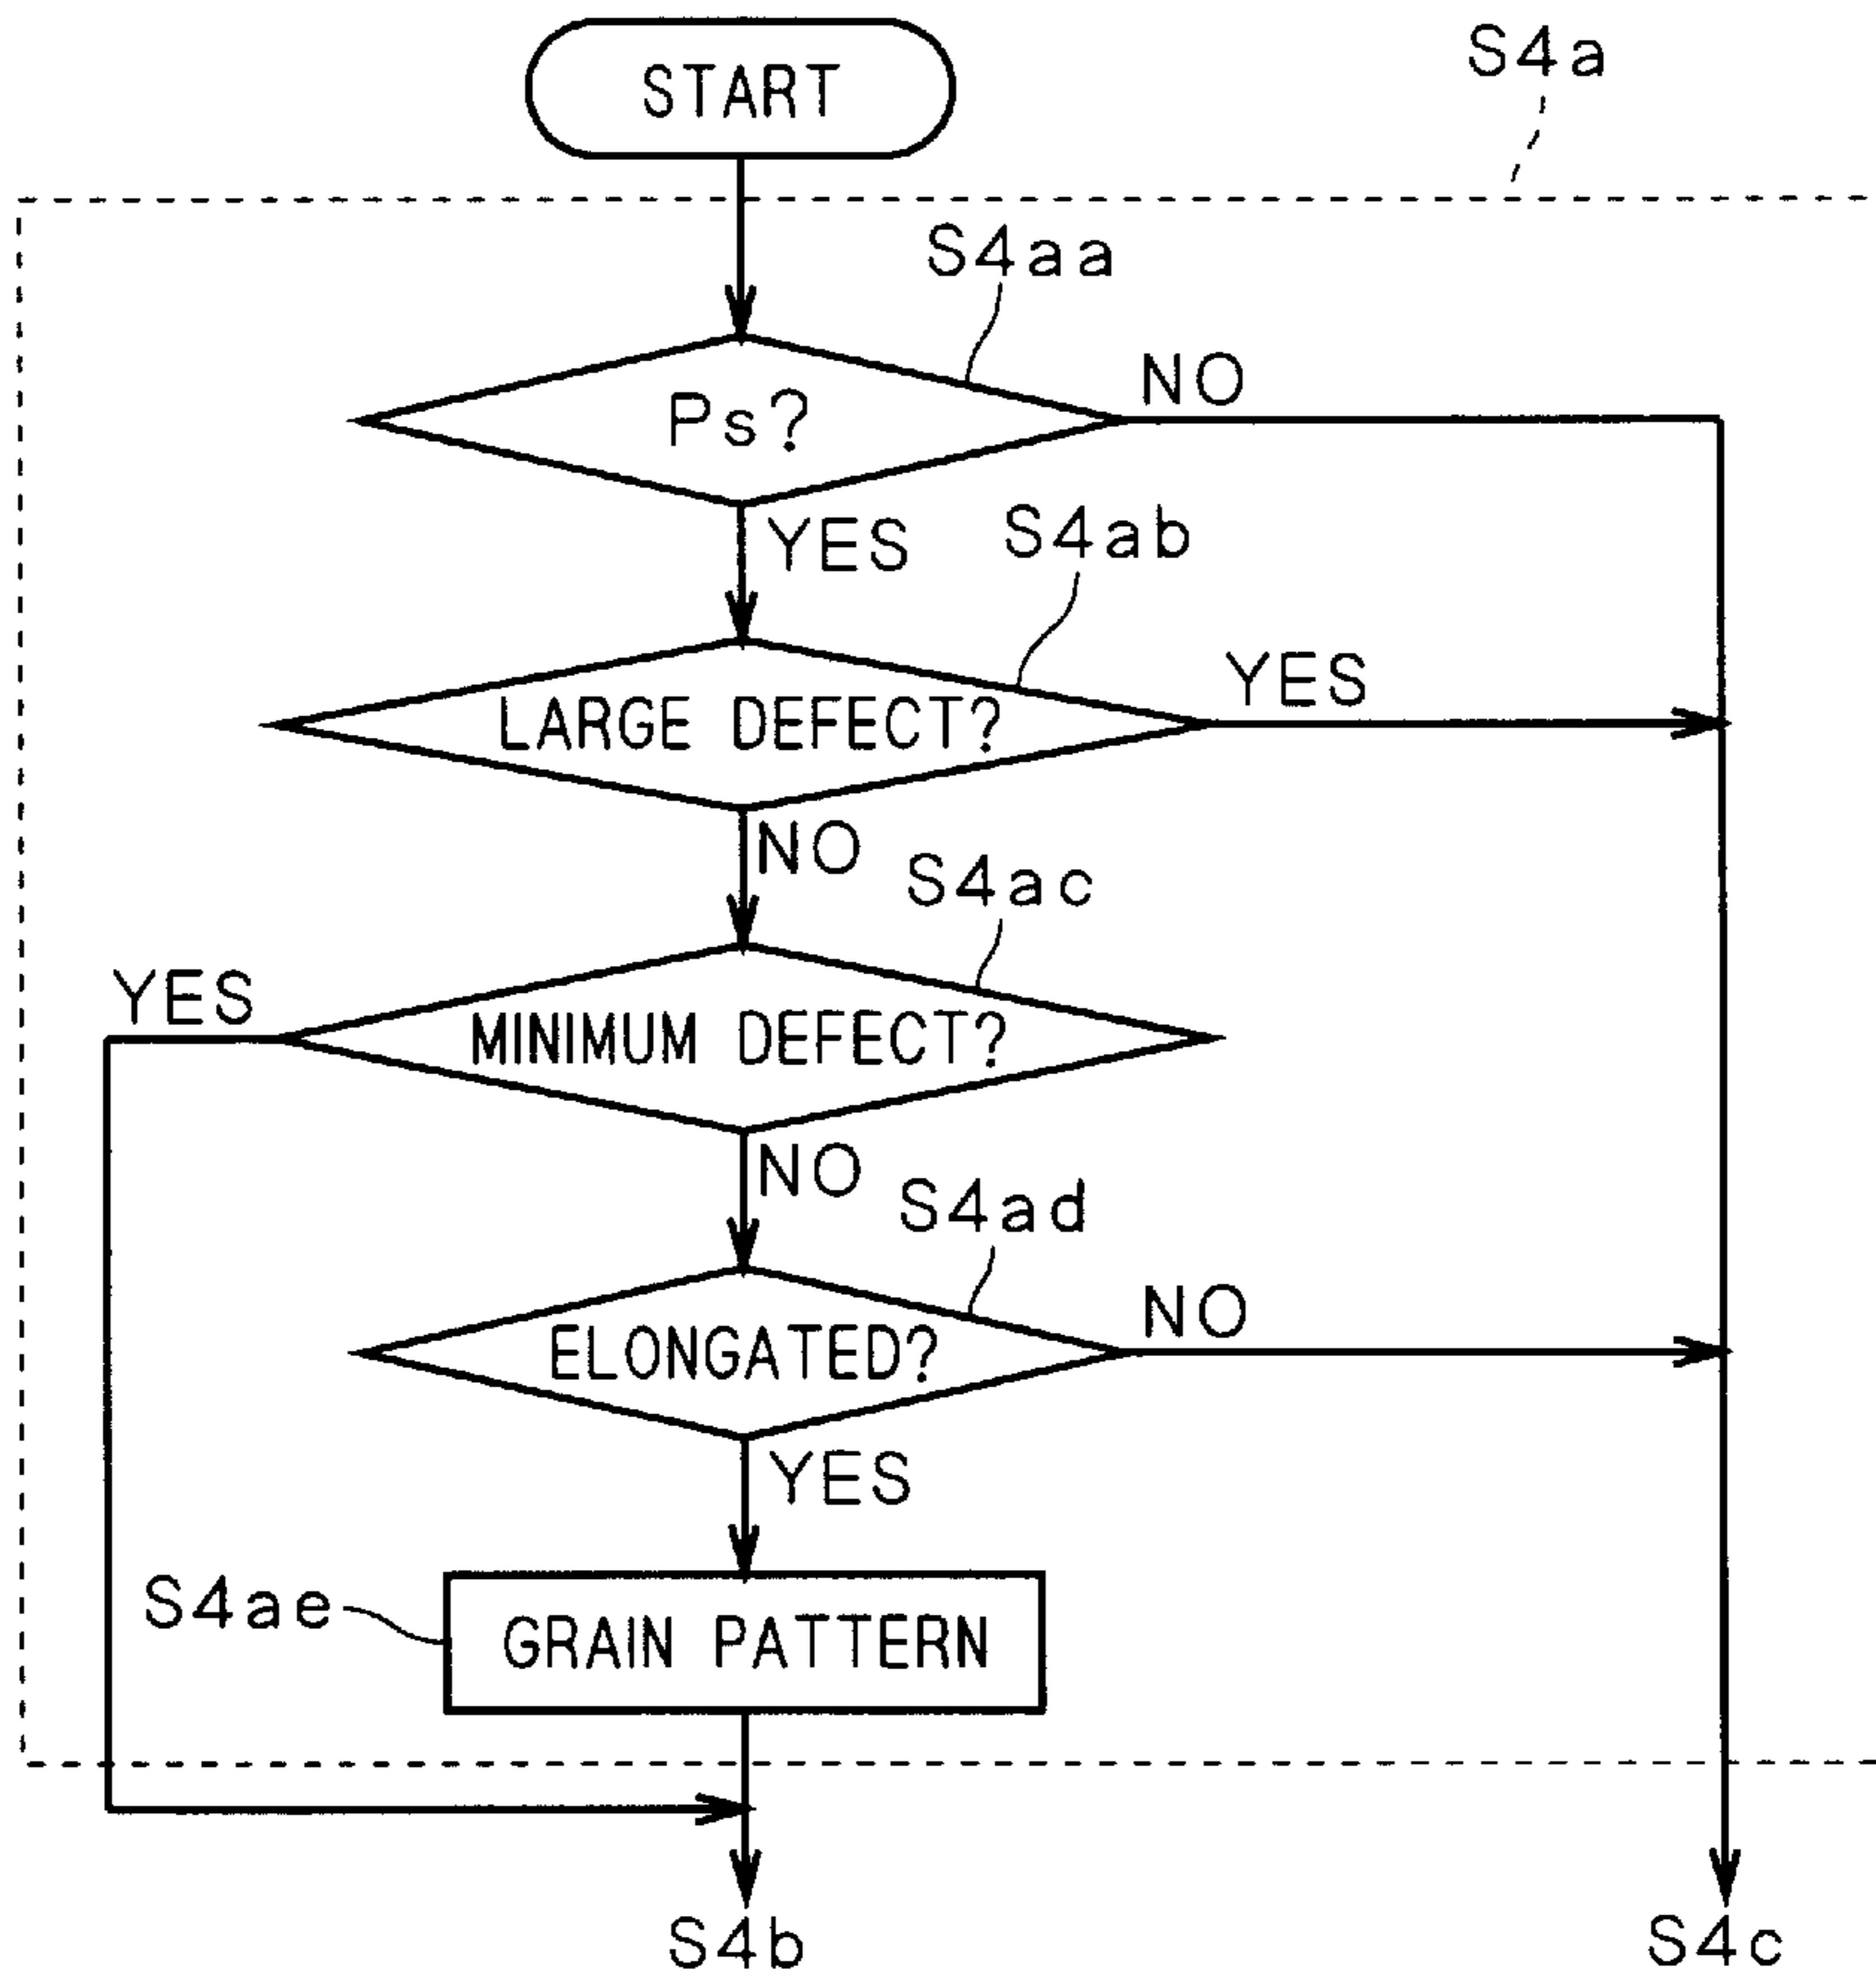 START
S4a
S4aa
Ps?
NO
YES
S4ab
LARGE DEFECT?
YES
NO
S4ac
YES
MINIMUM DEFECT?
NO
S4ad
ELONGATED?
NO
YES
S4ae
GRAIN PATTERN
S4b
S4c